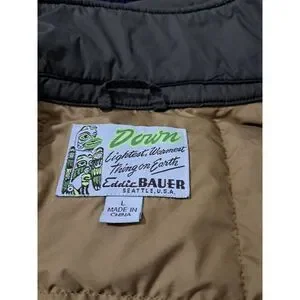 Down
Lightest, Warmest
Thing on Earth
Eddie BAUER
SEATTLE, U.S.A.
L
MADE IN
CHINA